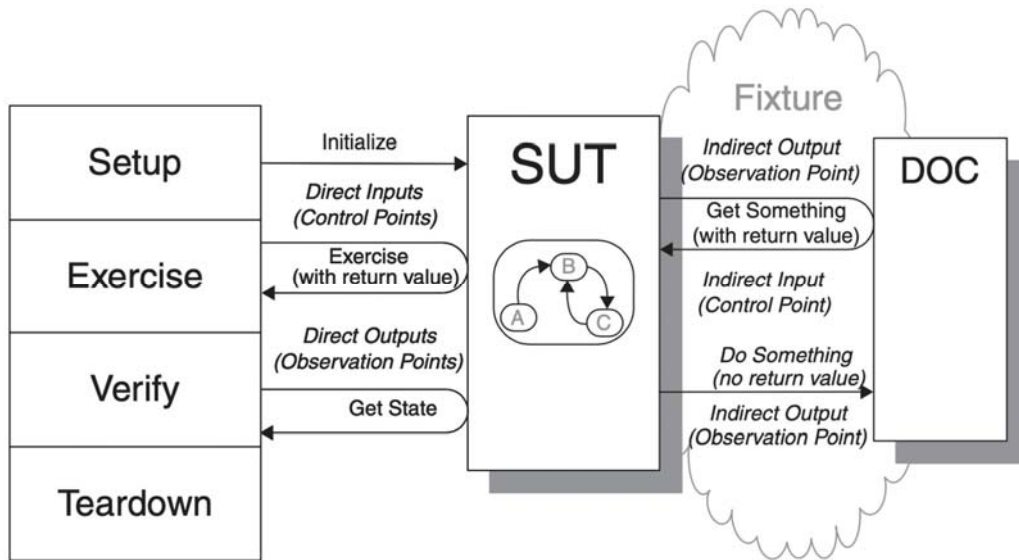 Setup
Exercise
Verify
Teardown
Initialize
Direct Inputs
(Control Points)
Exercise
(with return value)
Direct Outputs
(Observation Points)
Get State
SUT
A
B
C
Fixture
Indirect Output
(Observation Point)
Get Something
(with return value)
Indirect Input
(Control Point)
Do Something
(no return value)
Indirect Output
(Observation Point)
DOC